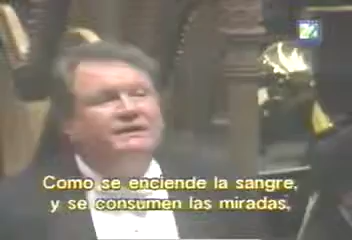 Como se enciende la sangre,
y se consumen las miradas,